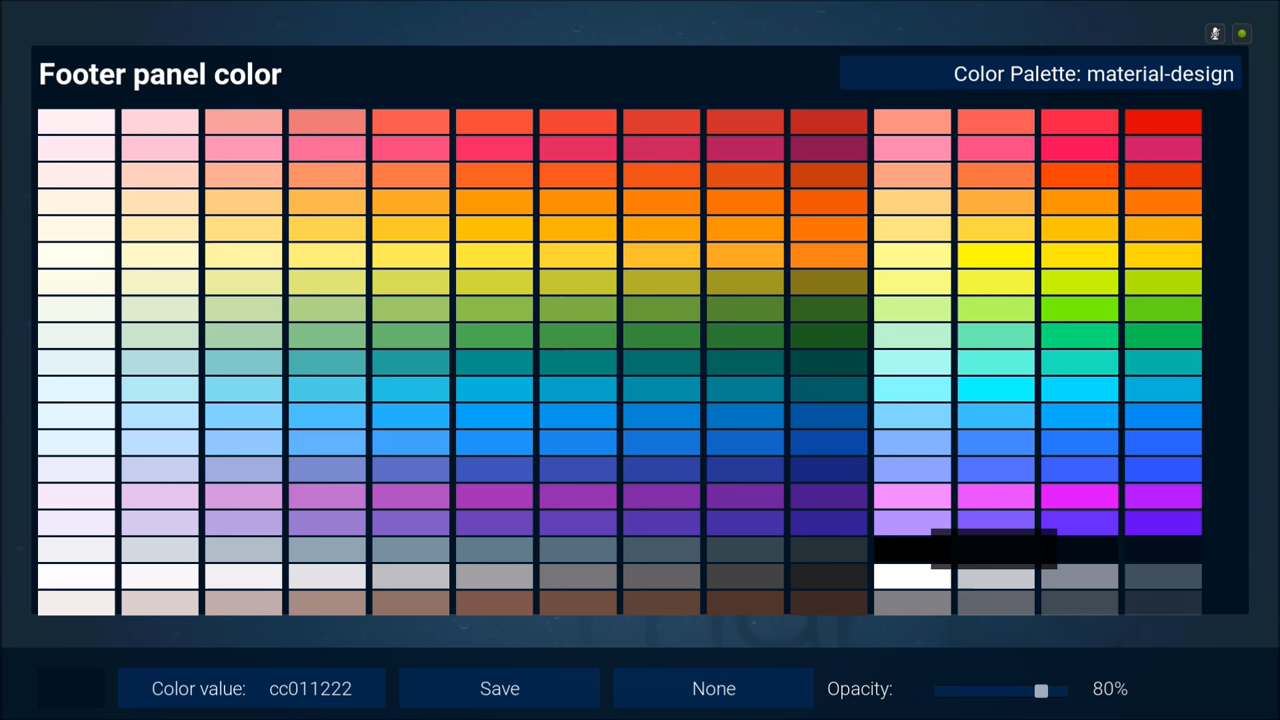 Footer panel color
Color Palette: material-design
Color value: cc011222
Save
None
Opacity:
80%